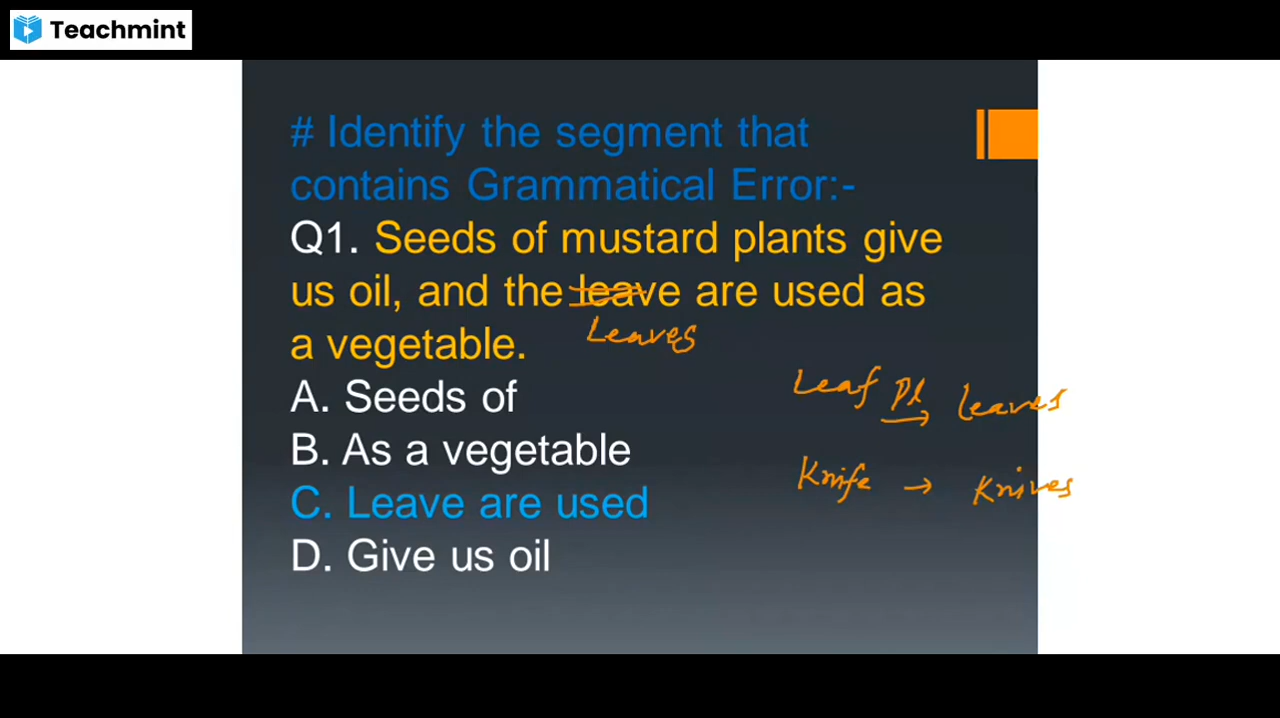 Teachmint
# Identify the segment that
contains Grammatical Error:-
Q1. Seeds of mustard plants give
us oil, and the leave are used as
a vegetable.
Leaves
A. Seeds of
Leaf Pl → leaves
B. As a vegetable
Knife → Knives
C. Leave are used
D. Give us oil